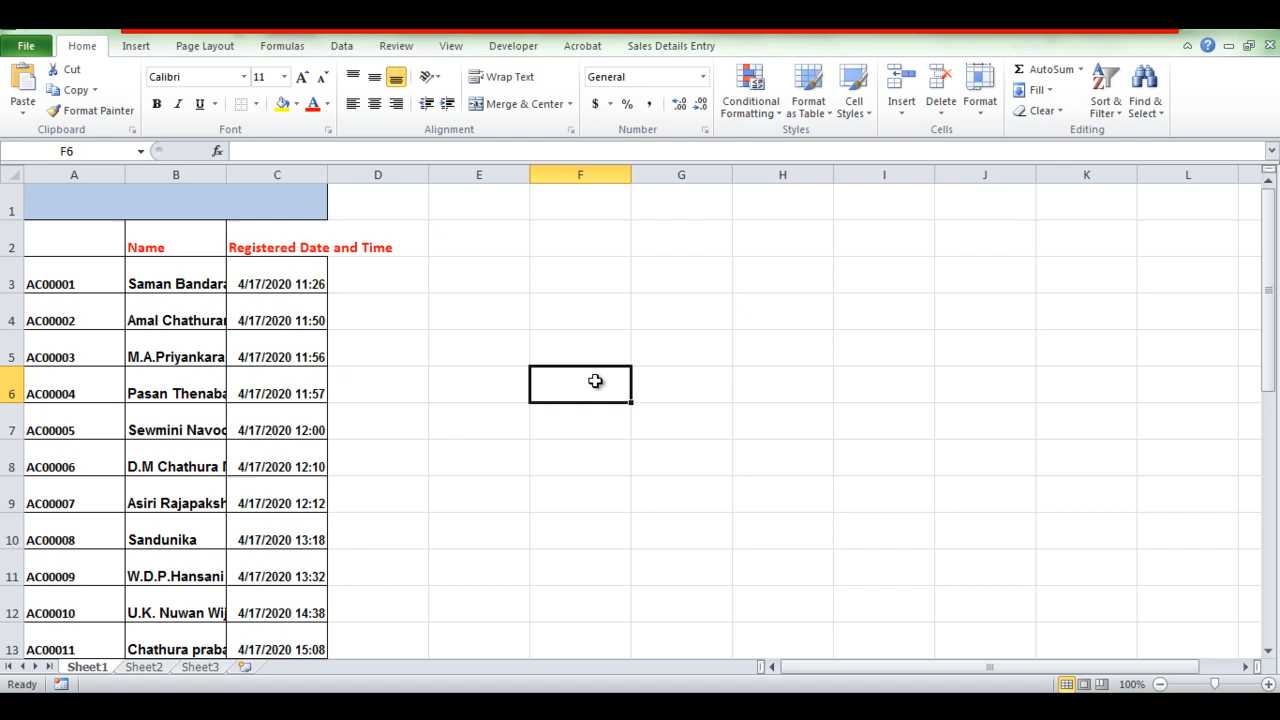 File Home Insert Page Layout Formulas Data Review View Developer Acrobat Sales Details Entry
Paste
Cut
Copy
Format Painter
Clipboard
Calibri 11
B I U
Font
Wrap Text
Merge & Center
Alignment
General
$ % ,
Number
Conditional Formatting
Format as Table
Cell Styles
Styles
Insert
Delete
Format
Cells
AutoSum
Fill
Clear
Sort & Filter
Find & Select
Editing
F6 fx
A B C D E F G H I J K L
1
2 Name Registered Date and Time
3 AC00001 Saman Bandara 4/17/2020 11:26
4 AC00002 Amal Chathuran 4/17/2020 11:50
5 AC00003 M.A.Priyankara 4/17/2020 11:56
6 AC00004 Pasan Thenaba 4/17/2020 11:57
7 AC00005 Sewmini Navod 4/17/2020 12:00
8 AC00006 D.M Chathura 4/17/2020 12:10
9 AC00007 Asiri Rajapaksh 4/17/2020 12:12
10 AC00008 Sandunika 4/17/2020 13:18
11 AC00009 W.D.P.Hansani 4/17/2020 13:32
12 AC00010 U.K. Nuwan Wij 4/17/2020 14:38
13 AC00011 Chathura praba 4/17/2020 15:08
Sheet1 Sheet2 Sheet3
Ready 100%